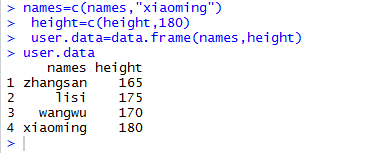 > names=c(names,"xiaoming")
> height=c(height,180)
> user.data=data.frame(names,height)
> user.data
     names height
1 zhangsan    165
2     lisi    175
3   wangwu    170
4 xiaoming    180
>